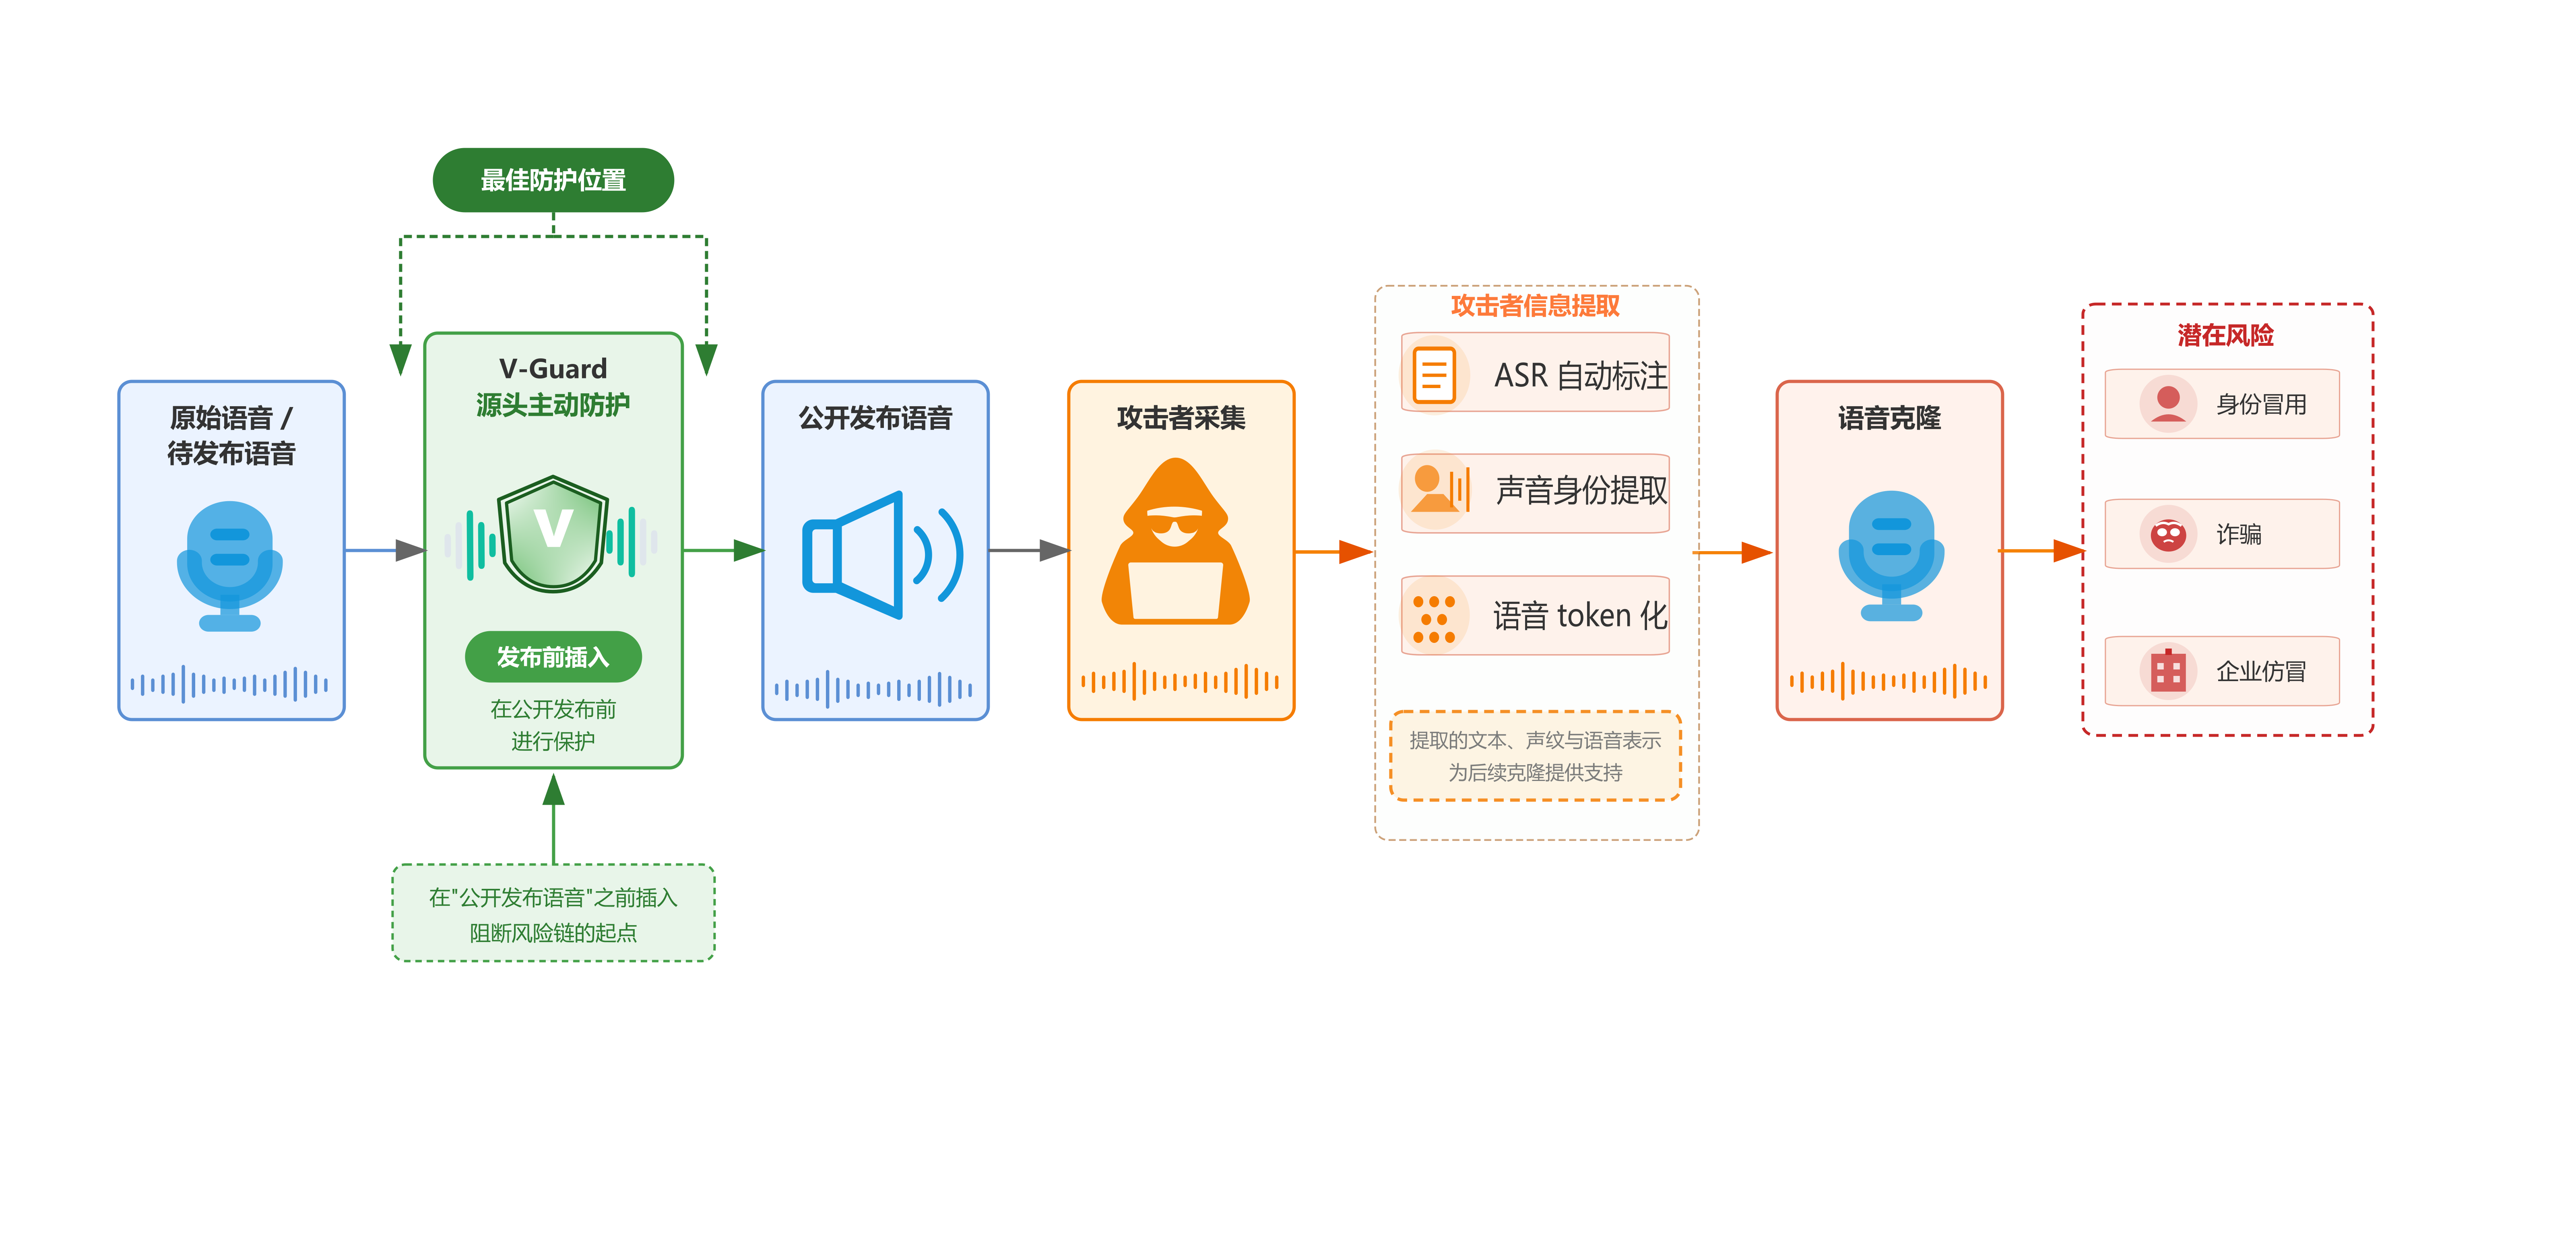 最佳防护位置
原始语音 /
待发布语音
V-Guard
源头主动防护
V
发布前插入
在公开发布前
进行保护
在"公开发布语音"之前插入
阻断风险链的起点
公开发布语音
攻击者采集
攻击者信息提取
ASR 自动标注
声音身份提取
语音 token 化
提取的文本、声纹与语音表示
为后续克隆提供支持
语音克隆
潜在风险
身份冒用
诈骗
企业仿冒